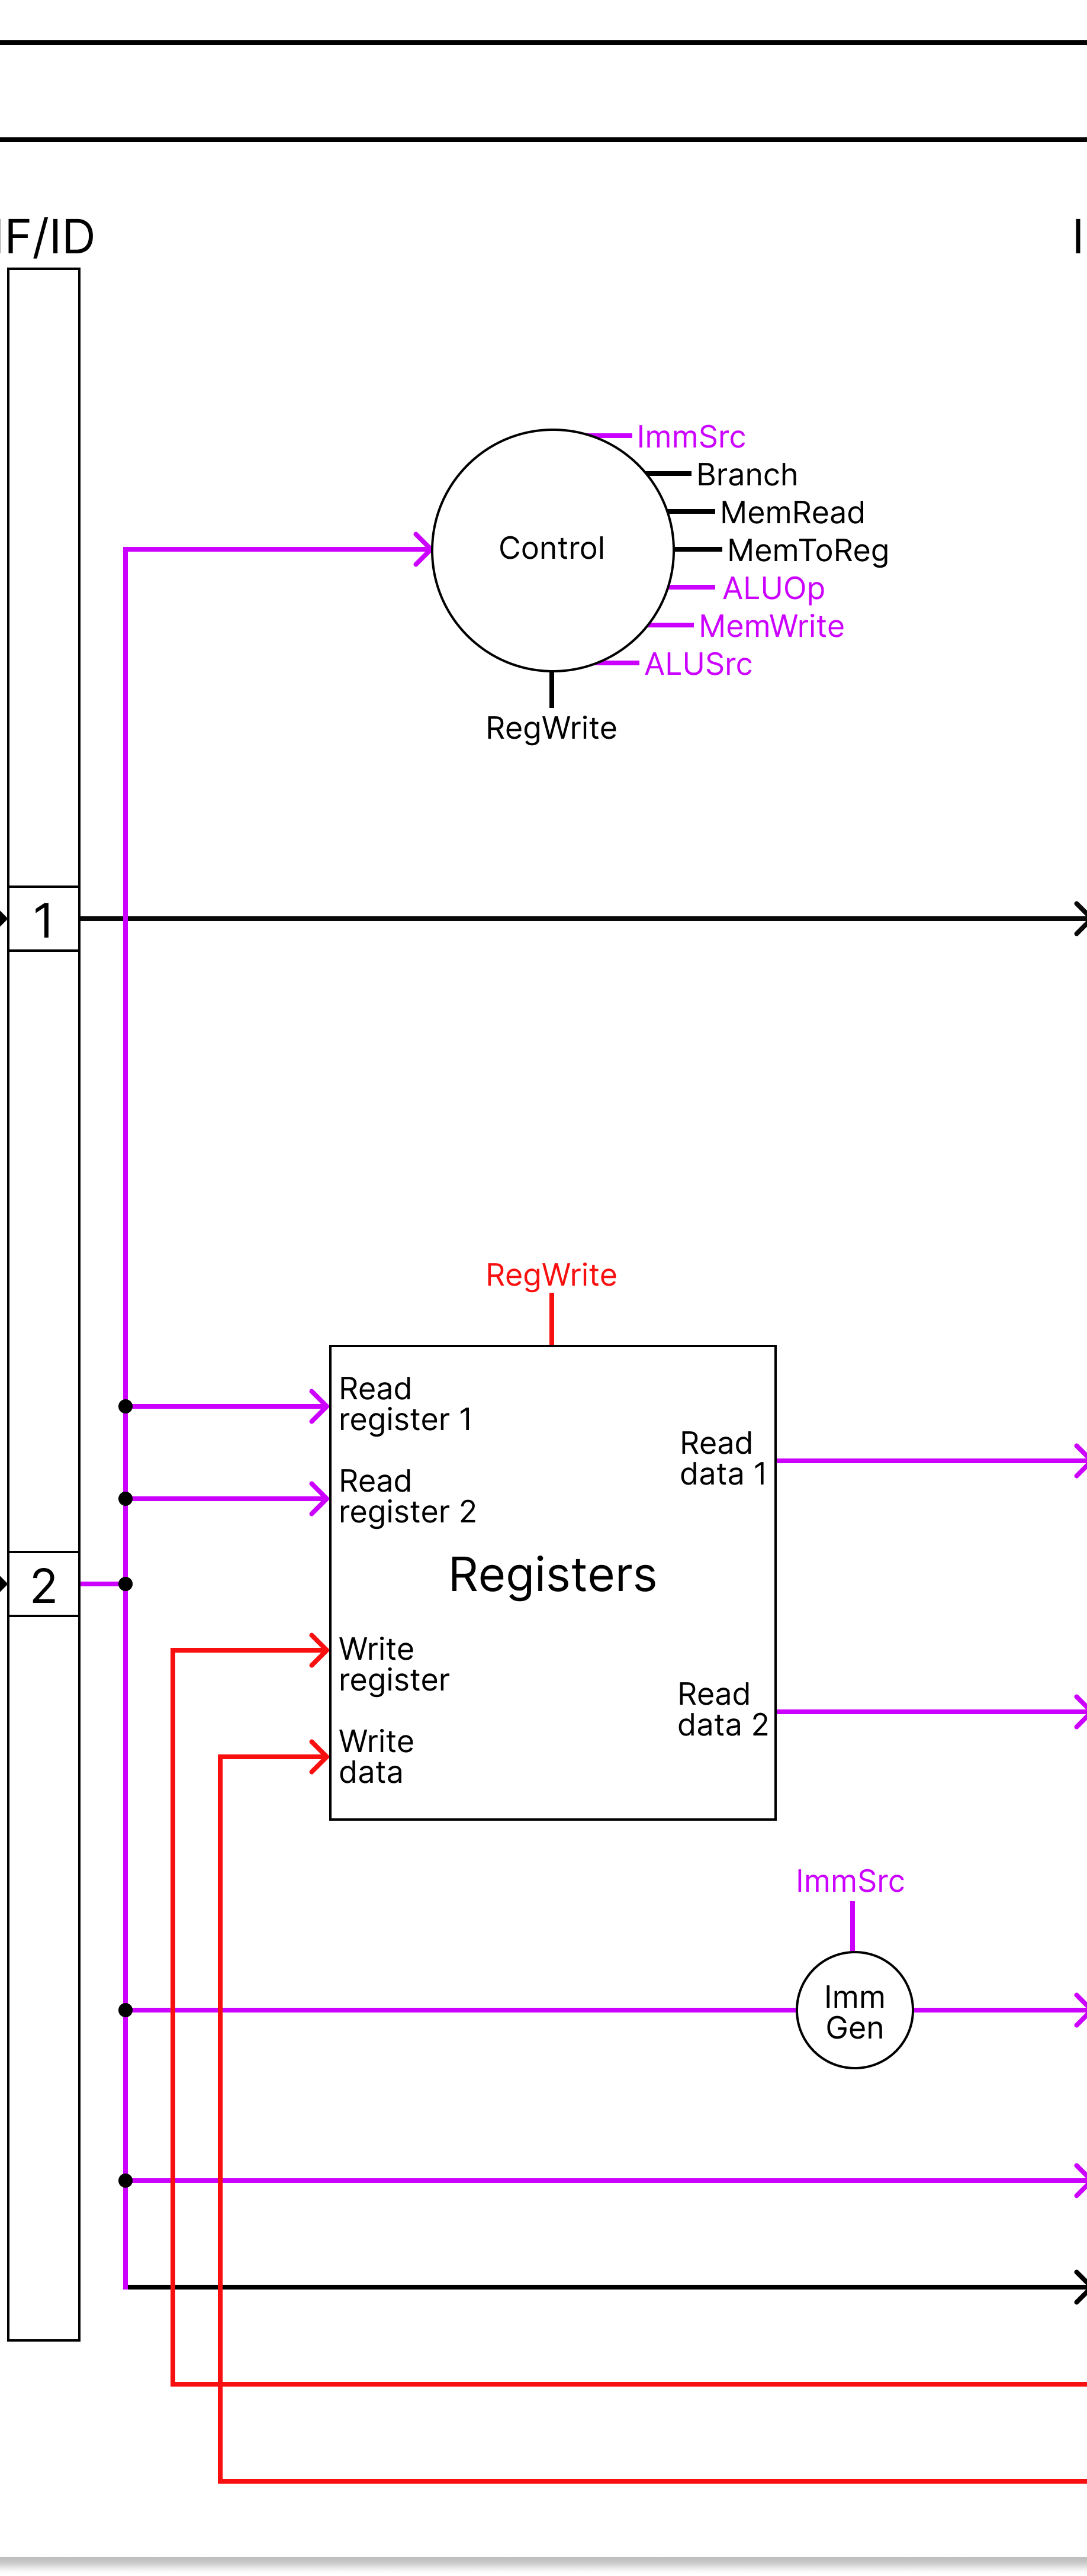 IF/ID
I
ImmSrc
Branch
MemRead
Control
MemToReg
ALUOp
MemWrite
ALUSrc
RegWrite
1
RegWrite
Read
register 1
Read
data 1
Read
register 2
Registers
2
Write
register
Read
data 2
Write
data
ImmSrc
Imm
Gen